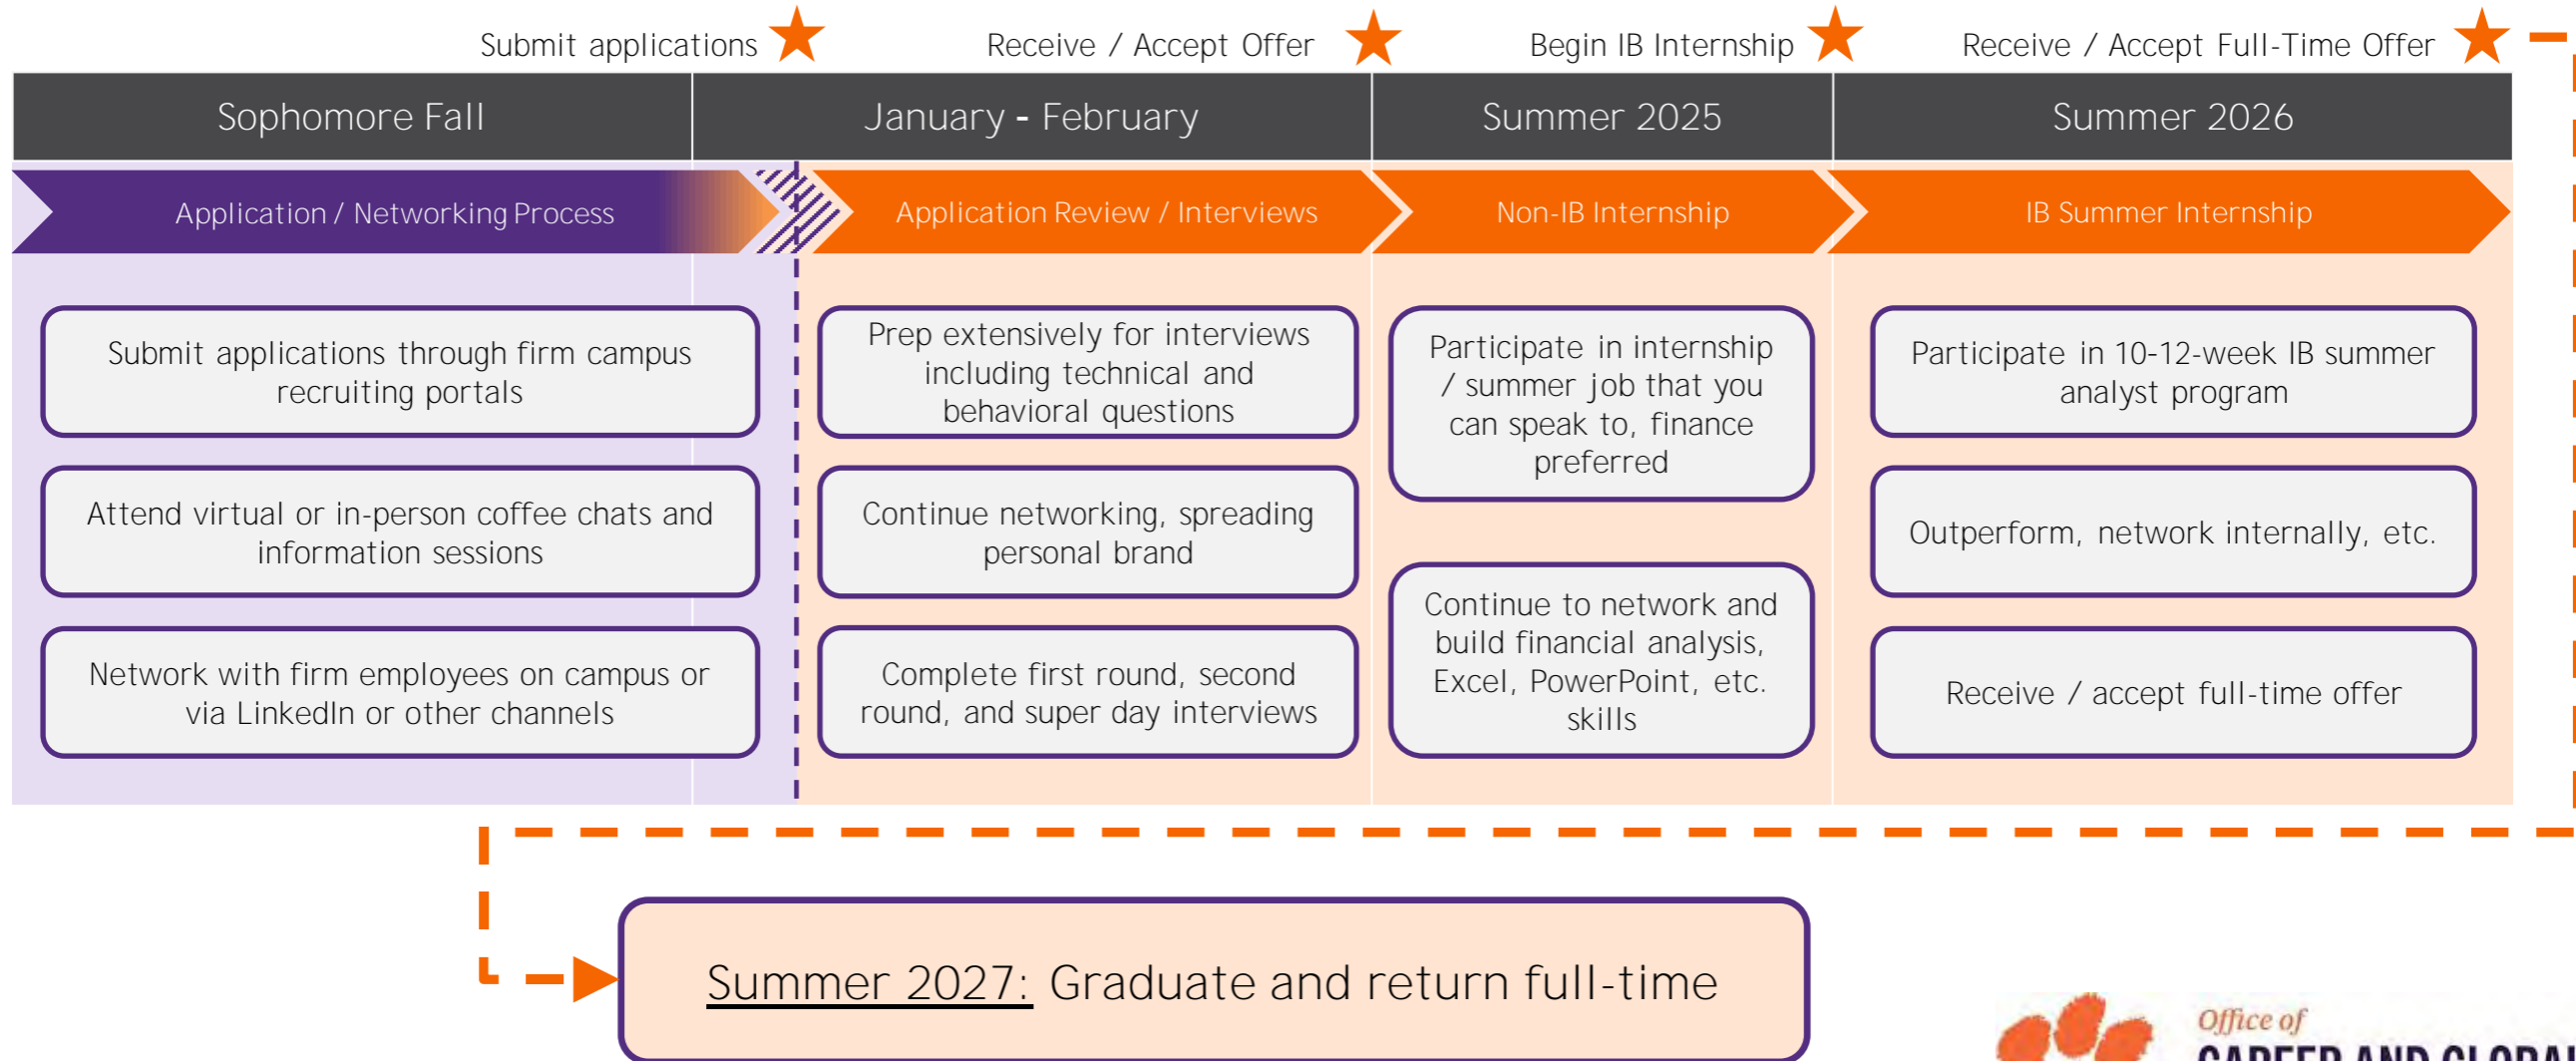 Submit applications
Receive / Accept Offer
Begin IB Internship
Receive / Accept Full-Time Offer
Sophomore Fall
January - February
Summer 2025
Summer 2026
Application / Networking Process
Application Review / Interviews
Non-IB Internship
IB Summer Internship
Submit applications through firm campus
recruiting portals
Attend virtual or in-person coffee chats and
information sessions
Network with firm employees on campus or
via LinkedIn or other channels
Prep extensively for interviews
including technical and
behavioral questions
Continue networking, spreading
personal brand
Complete first round, second
round, and super day interviews
Participate in internship
/ summer job that you
can speak to, finance
preferred
Continue to network and
build financial analysis,
Excel, PowerPoint, etc.
skills
Participate in 10-12-week IB summer
analyst program
Outperform, network internally, etc.
Receive / accept full-time offer
Summer 2027: Graduate and return full-time
Office of
CAREER AND GLOBAL